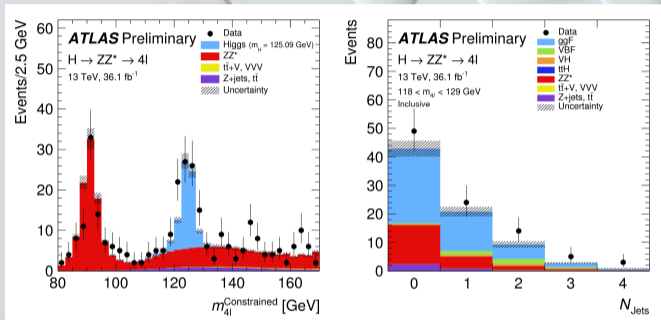 Events/2.5 GeV
60
50
40
30
20
10
0
ATLAS Preliminary
H → ZZ* → 4l
13 TeV, 36.1 fb⁻¹
Data
Higgs (m_H = 125.09 GeV)
ZZ*
tt̄+V, VVV
Z+jets, tt̄
Uncertainty
80 100 120 140 160
m_4l^Constrained [GeV]
Events
80
70
60
50
40
30
20
10
0
ATLAS Preliminary
H → ZZ* → 4l
13 TeV, 36.1 fb⁻¹
118 < m_4l < 129 GeV
Inclusive
Data
ggF
VBF
VH
ttH
ZZ*
tt̄+V, VVV
Z+jets, tt̄
Uncertainty
0 1 2 3 4
N_Jets